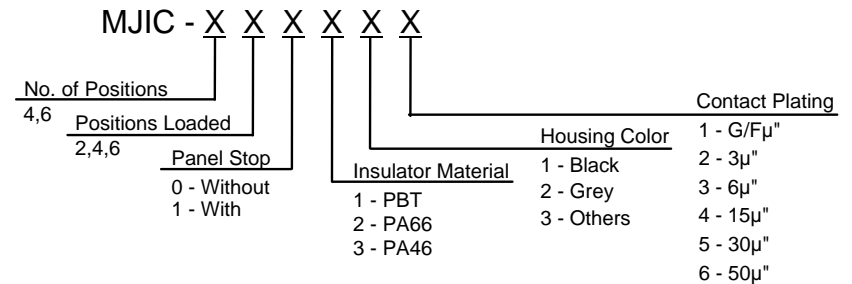 MJIC - X X X X X X
No. of Positions
4,6
Positions Loaded
2,4,6
Panel Stop
0 - Without
1 - With
Insulator Material
1 - PBT
2 - PA66
3 - PA46
Housing Color
1 - Black
2 - Grey
3 - Others
Contact Plating
1 - G/Fµ"
2 - 3µ"
3 - 6µ"
4 - 15µ"
5 - 30µ"
6 - 50µ"